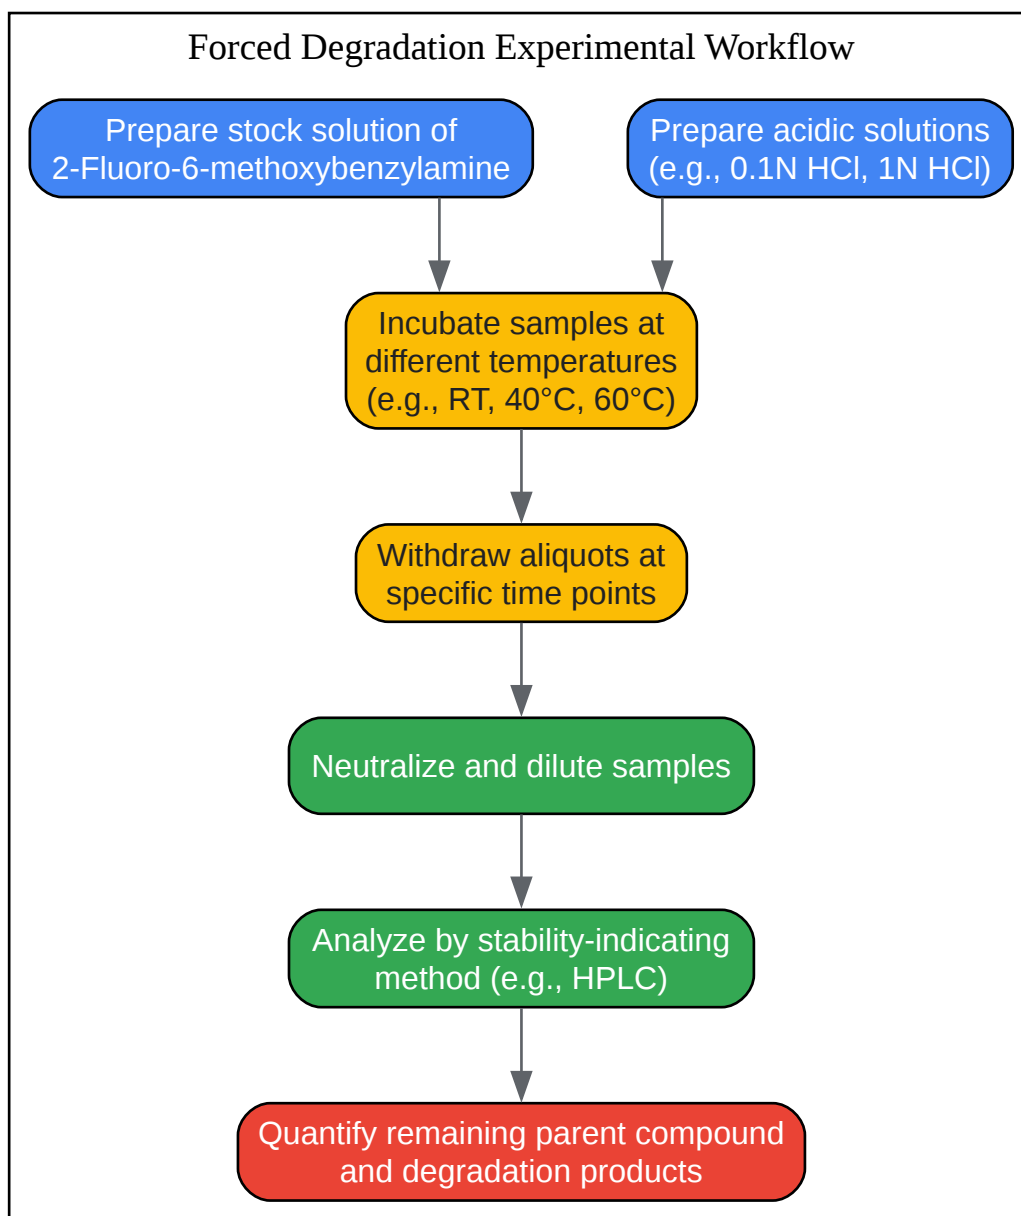 Forced Degradation Experimental Workflow
Prepare stock solution of
2-Fluoro-6-methoxybenzylamine
Prepare acidic solutions
(e.g., 0.1N HCl, 1N HCl)
Incubate samples at
different temperatures
(e.g., RT, 40°C, 60°C)
Withdraw aliquots at
specific time points
Neutralize and dilute samples
Analyze by stability-indicating
method (e.g., HPLC)
Quantify remaining parent compound
and degradation products